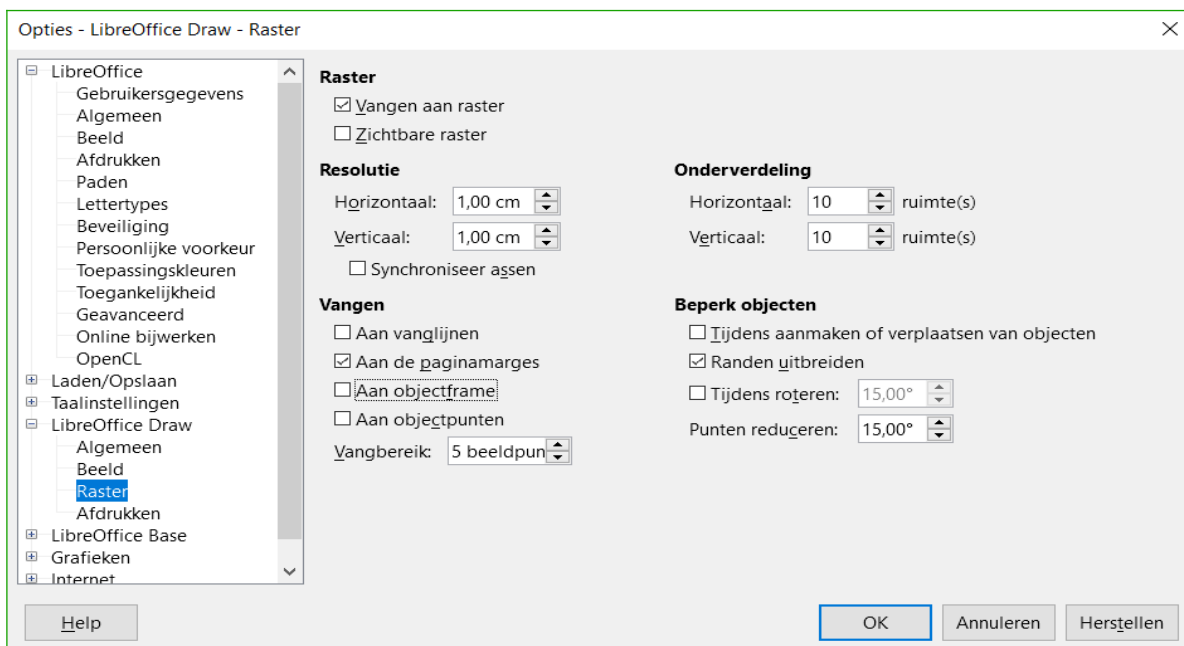 Opties - LibreOffice Draw - Raster
LibreOffice
Gebruikersgegevens
Algemeen
Beeld
Afdrukken
Paden
Lettertypes
Beveiliging
Persoonlijke voorkeur
Toepassingskleuren
Toegankelijkheid
Geavanceerd
Online bijwerken
OpenCL
Laden/Opslaan
Taalinstellingen
LibreOffice Draw
Algemeen
Beeld
Raster
Afdrukken
LibreOffice Base
Grafieken
Internet
Raster
Vangen aan raster
Zichtbare raster
Resolutie
Horizontaal: 1,00 cm
Verticaal: 1,00 cm
Synchroniseer assen
Onderverdeling
Horizontaal: 10 ruimte(s)
Verticaal: 10 ruimte(s)
Vangen
Aan vanglijnen
Aan de paginamarges
Aan objectframe
Aan objectpunten
Vangbereik: 5 beeldpun
Beperk objecten
Tijdens aanmaken of verplaatsen van objecten
Randen uitbreiden
Tijdens roteren: 15,00°
Punten reduceren: 15,00°
Help
OK
Annuleren
Herstellen